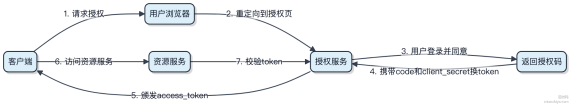 1. 请求授权
用户浏览器
2. 重定向到授权页
客户端
6. 访问资源服务
资源服务
7. 校验token
授权服务
3. 用户登录并同意
4. 携带code和client_secret换token
返回授权码
5. 颁发access_token